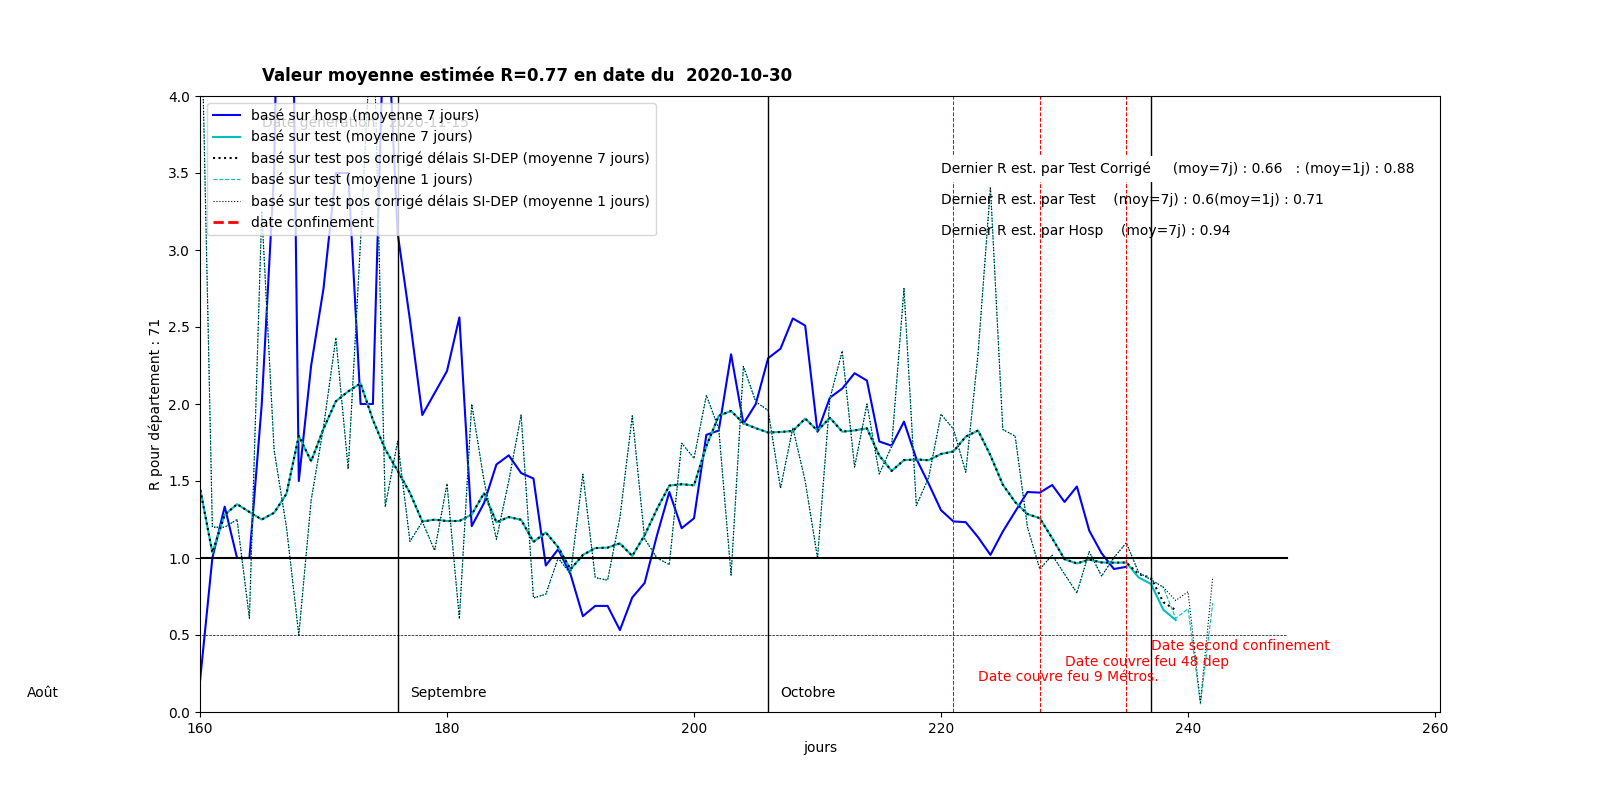 Valeur moyenne estimée R=0.77 en date du  2020-10-30
4.0
3.5
3.0
2.5
2.0
1.5
1.0
0.5
0.0
R pour département : 71
basé sur hosp (moyenne 7 jours)
basé sur test (moyenne 7 jours)
basé sur test pos corrigé délais SI-DEP (moyenne 7 jours)
basé sur test (moyenne 1 jours)
basé sur test pos corrigé délais SI-DEP (moyenne 1 jours)
date confinement
Dernier R est. par Test Corrigé     (moy=7j) : 0.66   : (moy=1j) : 0.88
Dernier R est. par Test    (moy=7j) : 0.6(moy=1j) : 0.71
Dernier R est. par Hosp    (moy=7j) : 0.94
Date second confinement
Date couvre feu 48 dep
Date couvre feu 9 Métros.
Août
Septembre
Octobre
160
180
200
220
240
260
jours